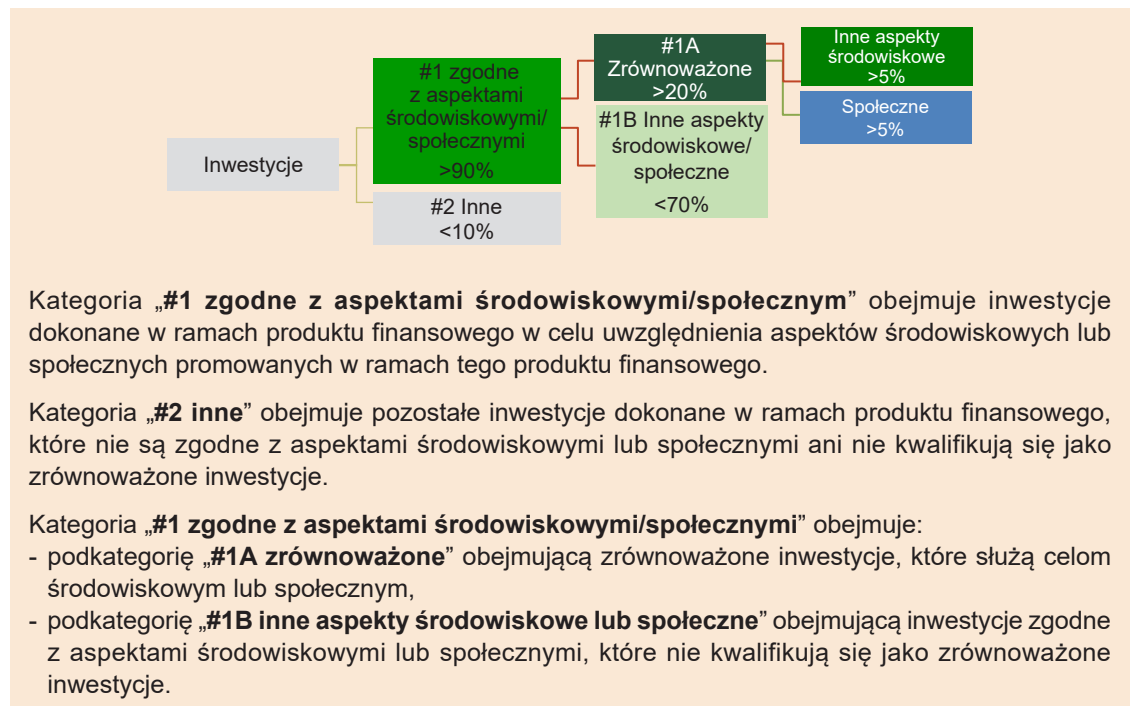 Inwestycje
#1 zgodne
z aspektami
środowiskowymi/
społecznymi
>90%
#2 Inne
<10%
#1A
Zrównoważone
>20%
#1B Inne aspekty
środowiskowe/
społeczne
<70%
Inne aspekty
środowiskowe
>5%
Społeczne
>5%
Kategoria „#1 zgodne z aspektami środowiskowymi/społecznym” obejmuje inwestycje
dokonane w ramach produktu finansowego w celu uwzględnienia aspektów środowiskowych lub
społecznych promowanych w ramach tego produktu finansowego.
Kategoria „#2 inne” obejmuje pozostałe inwestycje dokonane w ramach produktu finansowego,
które nie są zgodne z aspektami środowiskowymi lub społecznymi ani nie kwalifikują się jako
zrównoważone inwestycje.
Kategoria „#1 zgodne z aspektami środowiskowymi/społecznymi” obejmuje:
- podkategorię „#1A zrównoważone” obejmującą zrównoważone inwestycje, które służą celom
środowiskowym lub społecznym,
- podkategorię „#1B inne aspekty środowiskowe lub społeczne” obejmującą inwestycje zgodne
z aspektami środowiskowymi lub społecznymi, które nie kwalifikują się jako zrównoważone
inwestycje.